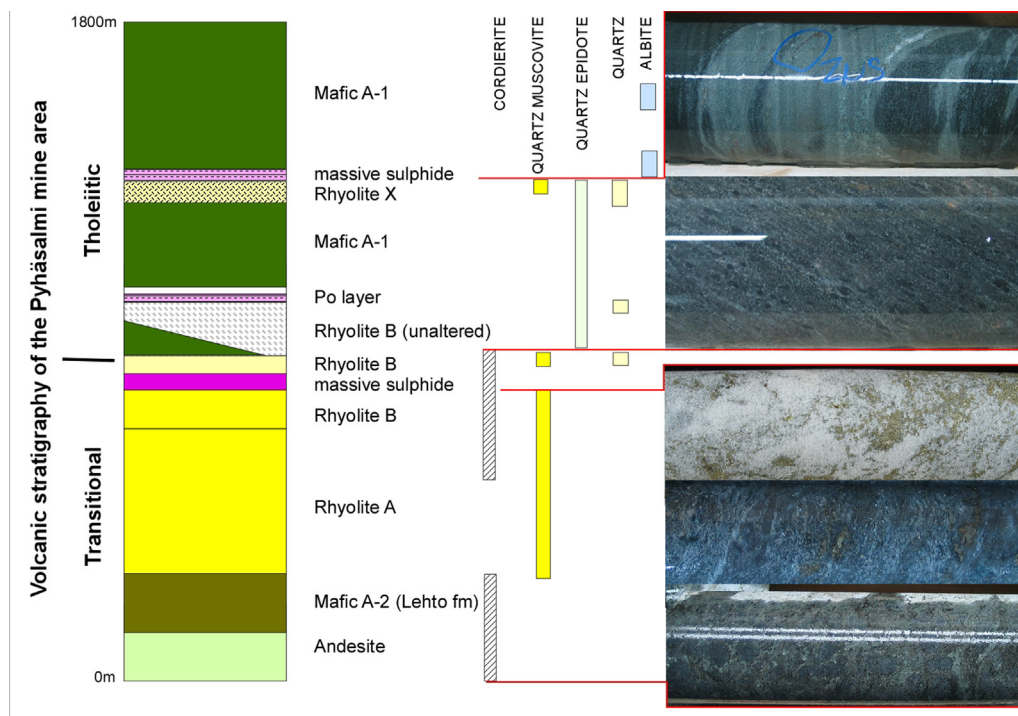 Volcanic stratigraphy of the Pyhäsalmi mine area
Tholeiitic
Transitional
1800m
0m
Mafic A-1
massive sulphide
Rhyolite X
Mafic A-1
Po layer
Rhyolite B (unaltered)
Rhyolite B
massive sulphide
Rhyolite B
Rhyolite A
Mafic A-2 (Lehto fm)
Andesite
CORDIERITE
QUARTZ MUSCOVITE
QUARTZ EPIDOTE
QUARTZ
ALBITE